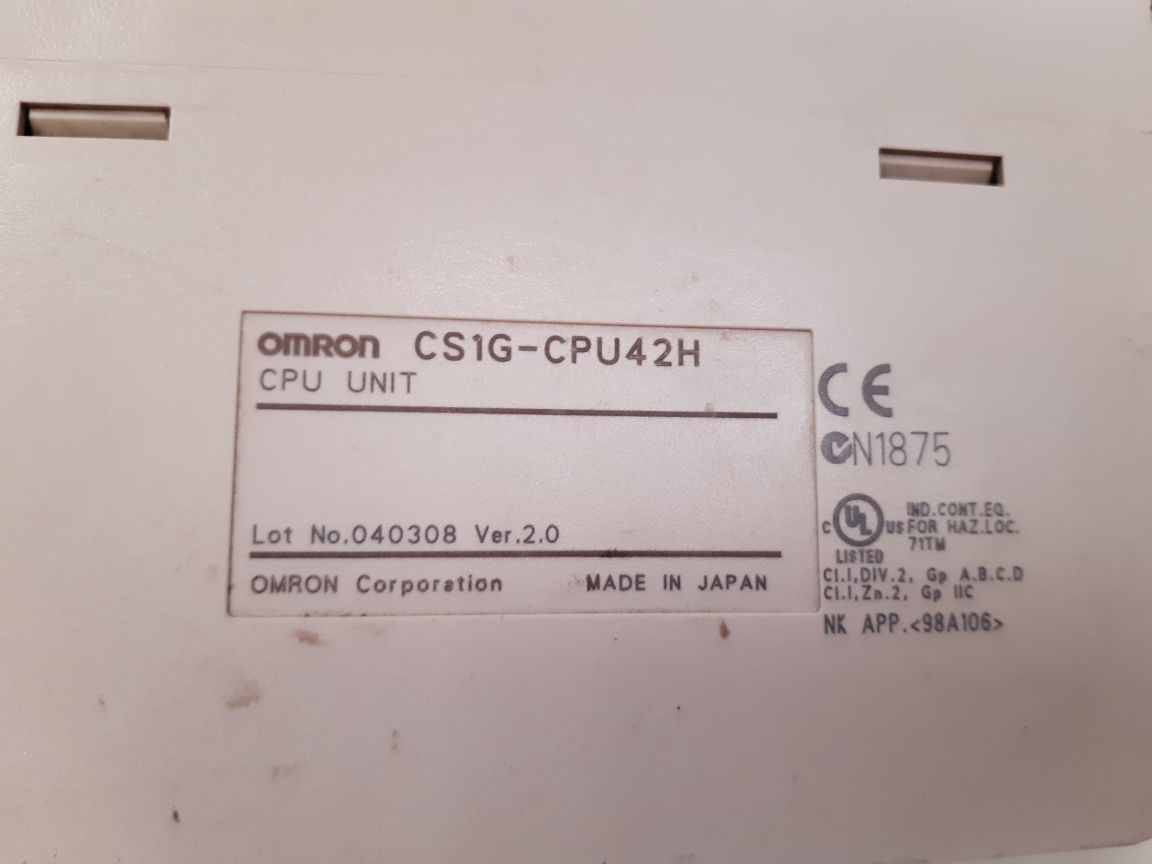 OMRON CS1G-CPU42H
CPU UNIT
Lot No.040308 Ver.2.0
OMRON Corporation MADE IN JAPAN
CE
N1875
C UL US LISTED
IND.CONT.EQ.
FOR HAZ.LOC.
71TM
Cl.I,DIV.2, Gp A.B.C.D
Cl.I,Zn.2, Gp IIC
NK APP.<98A106>